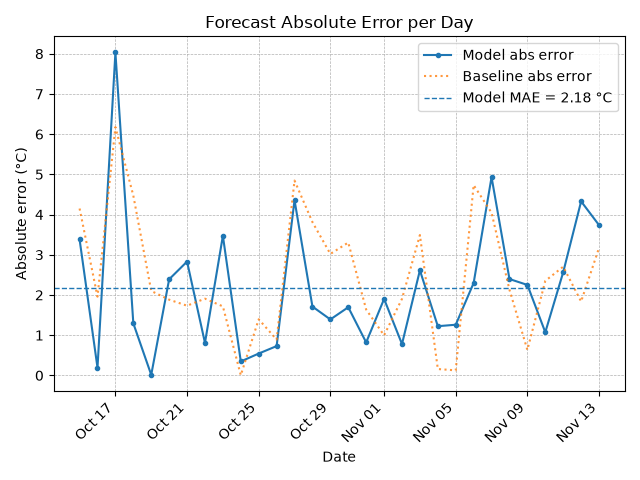 Forecast Absolute Error per Day
Model abs error
Baseline abs error
Model MAE = 2.18 °C
Absolute error (°C)
8
7
6
5
4
3
2
1
0
Oct 17
Oct 21
Oct 25
Oct 29
Nov 01
Nov 05
Nov 09
Nov 13
Date